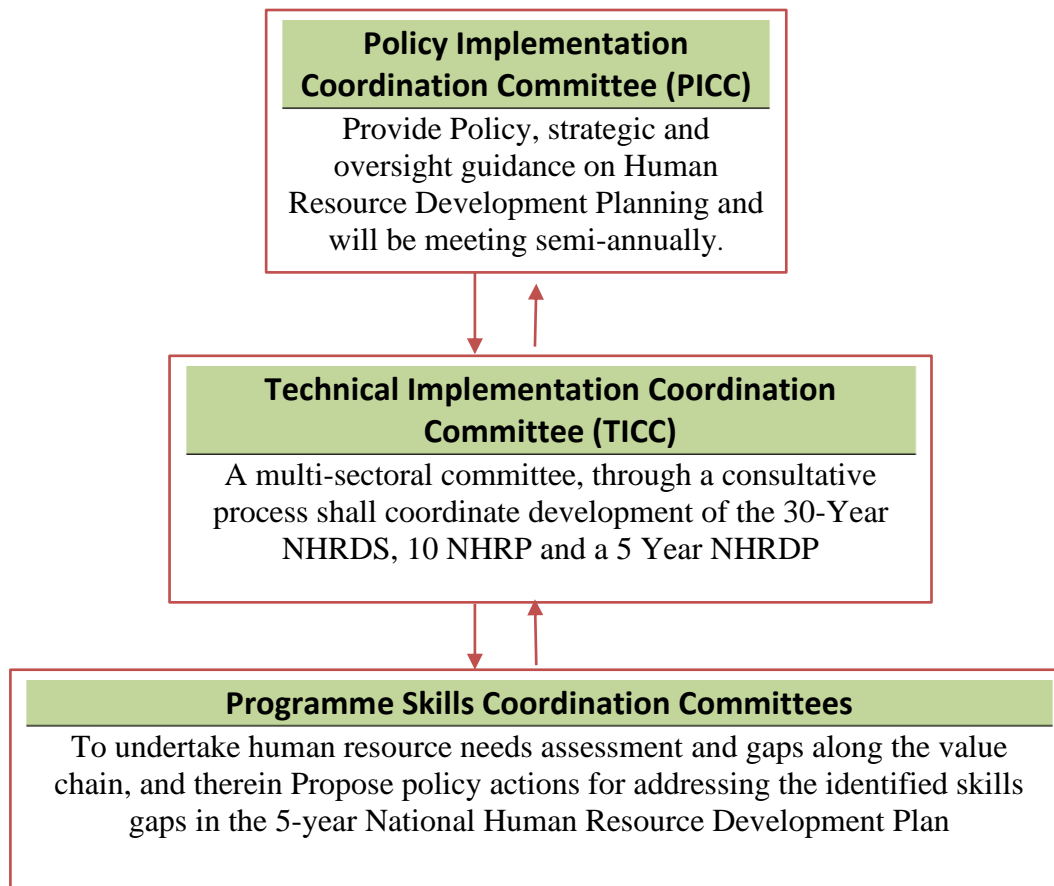 Policy Implementation
Coordination Committee (PICC)
Provide Policy, strategic and
oversight guidance on Human
Resource Development Planning and
will be meeting semi-annually.
Technical Implementation Coordination
Committee (TICC)
A multi-sectoral committee, through a consultative
process shall coordinate development of the 30-Year
NHRDS, 10 NHRP and a 5 Year NHRDP
Programme Skills Coordination Committees
To undertake human resource needs assessment and gaps along the value
chain, and therein Propose policy actions for addressing the identified skills
gaps in the 5-year National Human Resource Development Plan